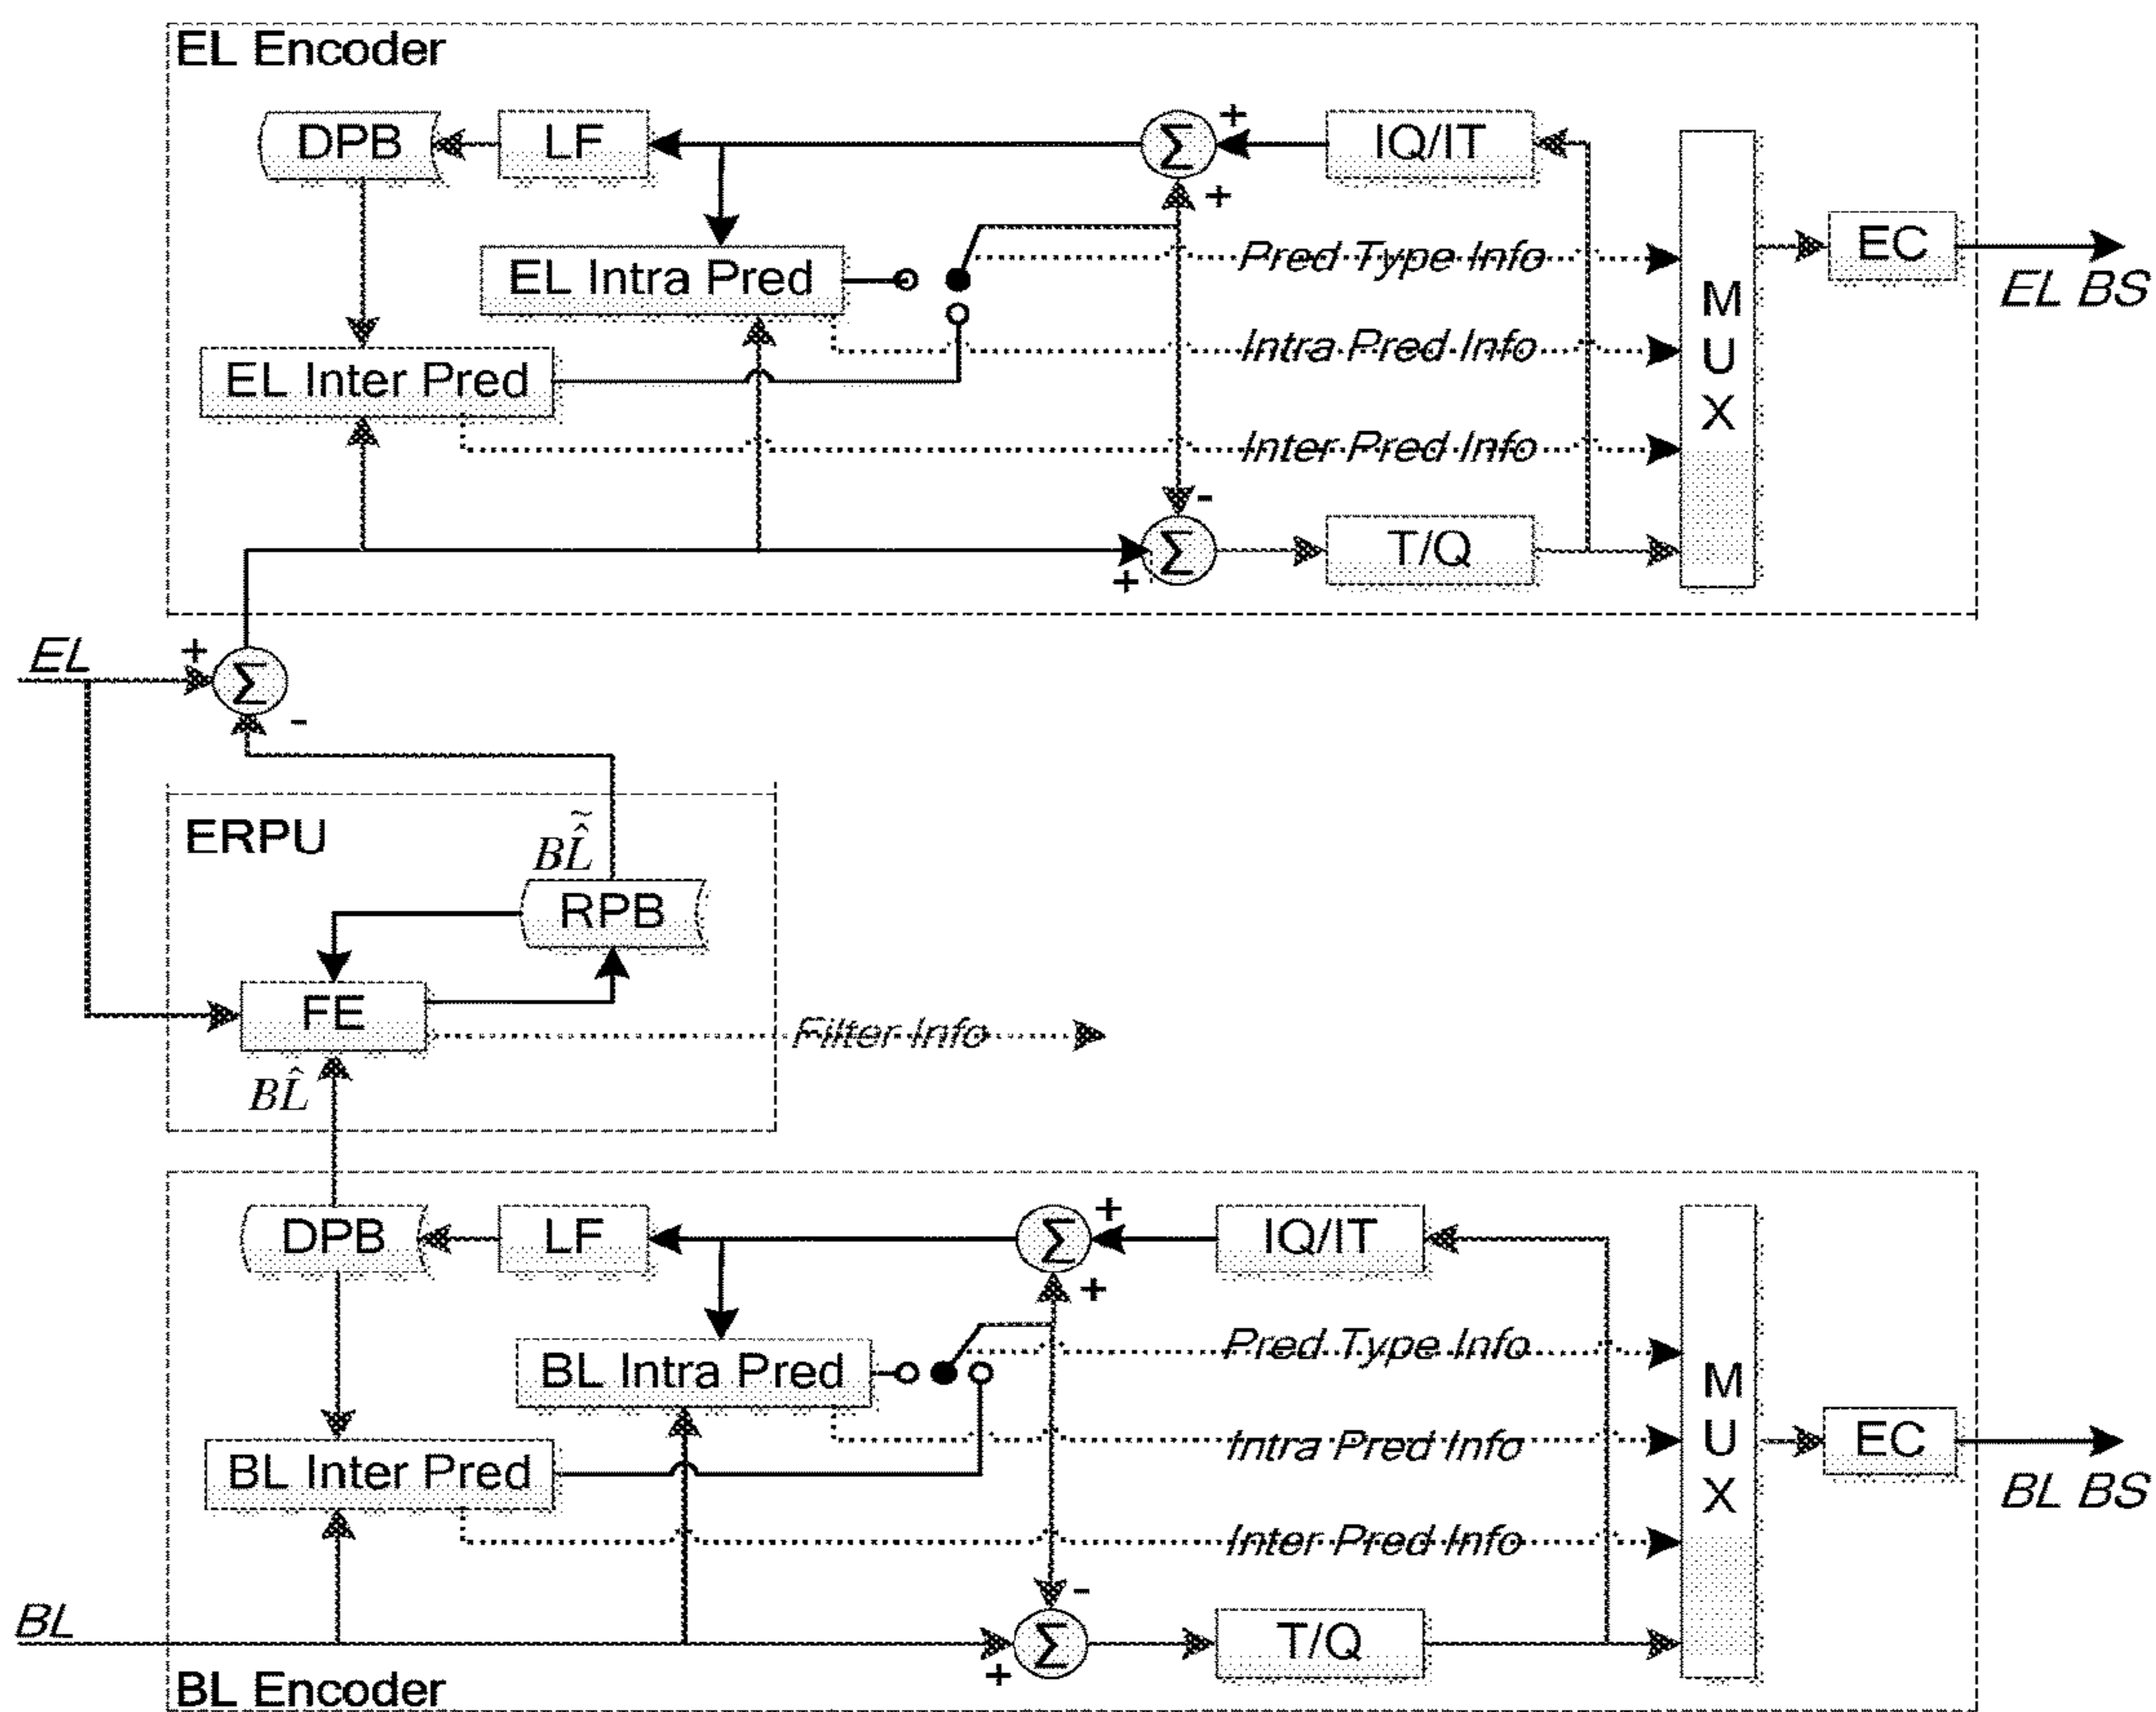 EL Encoder
DPB
LF
Σ
+
+
IQ/IT
EL Intra Pred
Pred Type Info
EL Inter Pred
Intra Pred Info
Inter Pred Info
M
U
X
EC
EL BS
-
Σ
+
T/Q
EL
+
Σ
-
ERPU
BL̂̃
RPB
FE
Filter Info
BL̂
DPB
LF
Σ
+
+
IQ/IT
BL Intra Pred
Pred Type Info
BL Inter Pred
Intra Pred Info
Inter Pred Info
M
U
X
EC
BL BS
BL
-
Σ
+
T/Q
BL Encoder